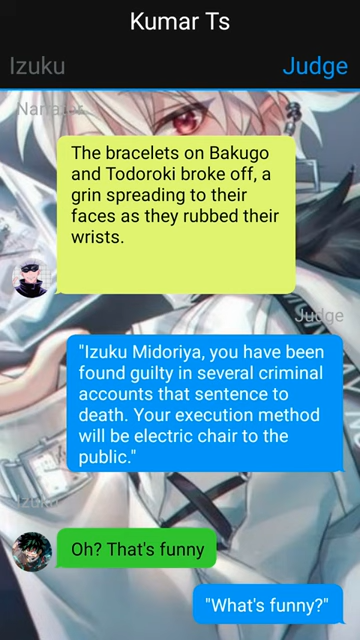 Kumar Ts
Izuku
Judge
Narrator
The bracelets on Bakugo
and Todoroki broke off, a
grin spreading to their
faces as they rubbed their
wrists.
Judge
"Izuku Midoriya, you have been
found guilty in several criminal
accounts that sentence to
death. Your execution method
will be electric chair to the
public."
Izuku
Oh? That's funny
"What's funny?"